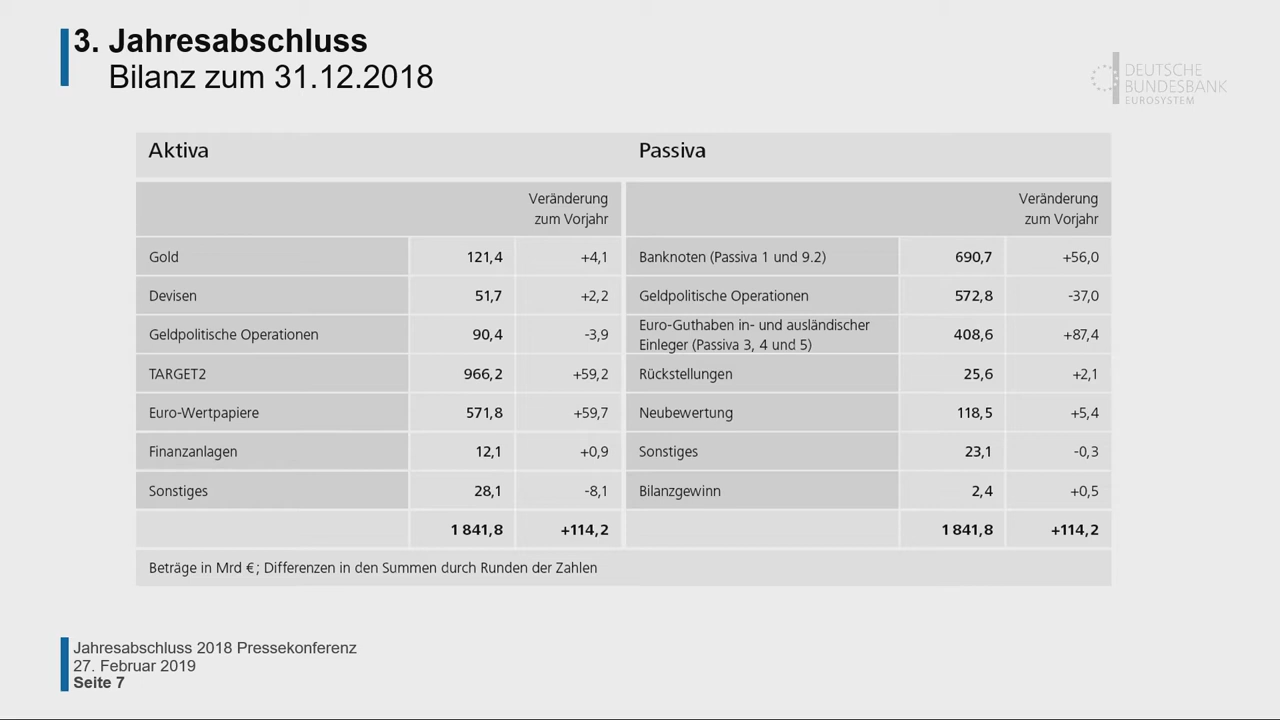 3. Jahresabschluss
Bilanz zum 31.12.2018
DEUTSCHE
BUNDESBANK
EUROSYSTEM
Aktiva
Passiva
Veränderung
zum Vorjahr
Veränderung
zum Vorjahr
Gold 121,4 +4,1 Banknoten (Passiva 1 und 9.2) 690,7 +56,0
Devisen 51,7 +2,2 Geldpolitische Operationen 572,8 -37,0
Geldpolitische Operationen 90,4 -3,9 Euro-Guthaben in- und ausländischer
Einleger (Passiva 3, 4 und 5) 408,6 +87,4
TARGET2 966,2 +59,2 Rückstellungen 25,6 +2,1
Euro-Wertpapiere 571,8 +59,7 Neubewertung 118,5 +5,4
Finanzanlagen 12,1 +0,9 Sonstiges 23,1 -0,3
Sonstiges 28,1 -8,1 Bilanzgewinn 2,4 +0,5
1 841,8 +114,2 1 841,8 +114,2
Beträge in Mrd €; Differenzen in den Summen durch Runden der Zahlen
Jahresabschluss 2018 Pressekonferenz
27. Februar 2019
Seite 7